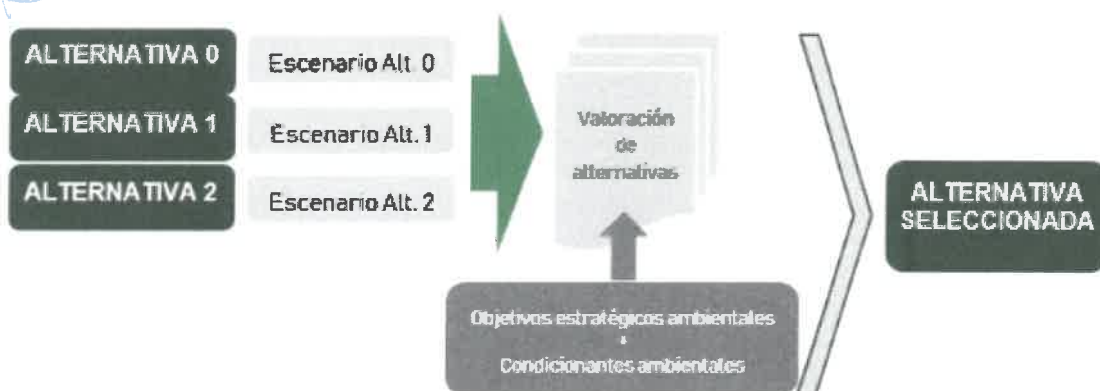 ALTERNATIVA 0
Escenario Alt. 0
ALTERNATIVA 1
Escenario Alt. 1
ALTERNATIVA 2
Escenario Alt. 2
Valoración
de
alternativas
Objetivos estratégicos ambientales
+
Condicionantes ambientales
ALTERNATIVA
SELECCIONADA